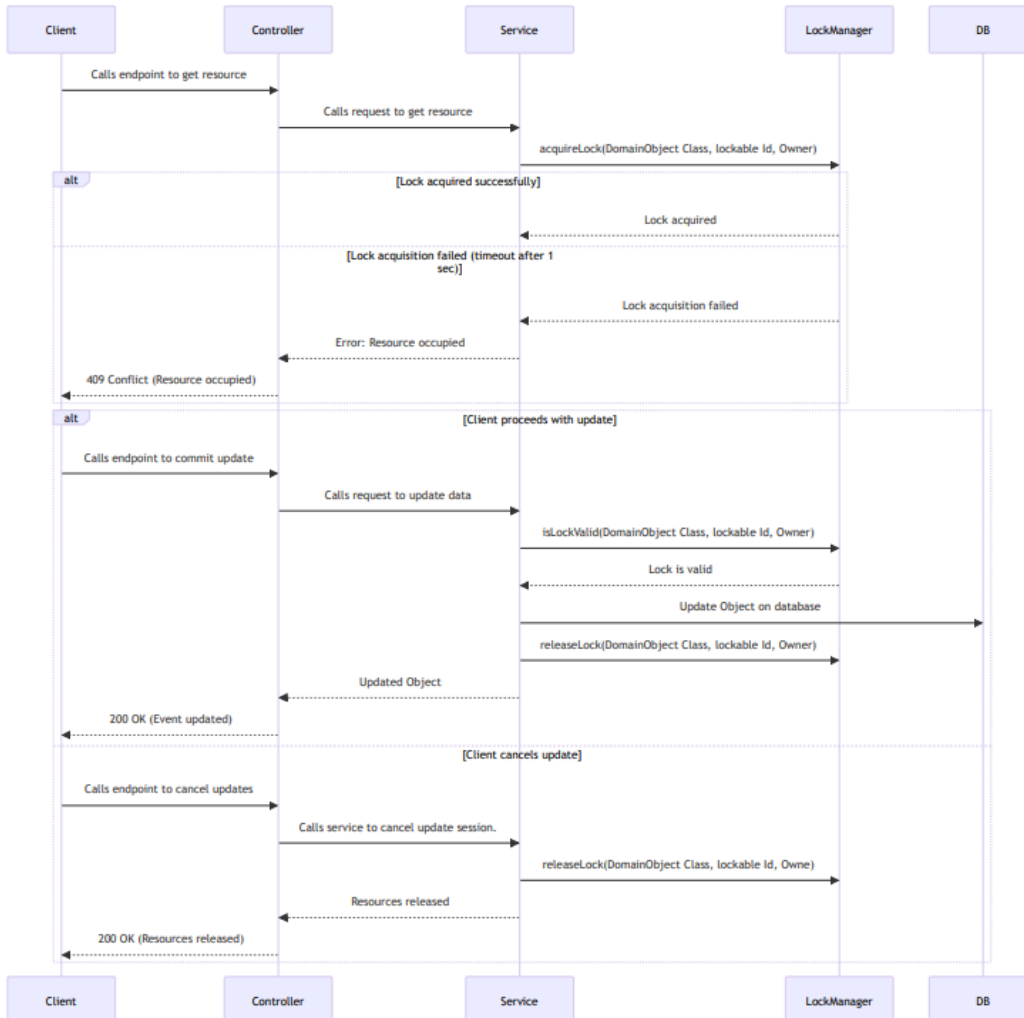 Client
Controller
Service
LockManager
DB
Calls endpoint to get resource
Calls request to get resource
acquireLock(DomainObject Class, lockable Id, Owner)
alt
[Lock acquired successfully]
Lock acquired
[Lock acquisition failed (timeout after 1
sec)]
Lock acquisition failed
Error: Resource occupied
409 Conflict (Resource occupied)
alt
[Client proceeds with update]
Calls endpoint to commit update
Calls request to update data
isLockValid(DomainObject Class, lockable Id, Owner)
Lock is valid
Update Object on database
releaseLock(DomainObject Class, lockable Id, Owner)
Updated Object
200 OK (Event updated)
[Client cancels update]
Calls endpoint to cancel updates
Calls service to cancel update session.
releaseLock(DomainObject Class, lockable Id, Owne)
Resources released
200 OK (Resources released)
Client
Controller
Service
LockManager
DB